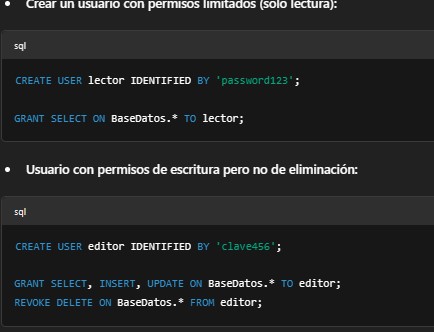 Crear un usuario con permisos limitados (solo lectura):
sql
CREATE USER lector IDENTIFIED BY 'password123';
GRANT SELECT ON BaseDatos.* TO lector;
Usuario con permisos de escritura pero no de eliminación:
sql
CREATE USER editor IDENTIFIED BY 'clave456';
GRANT SELECT, INSERT, UPDATE ON BaseDatos.* TO editor;
REVOKE DELETE ON BaseDatos.* FROM editor;